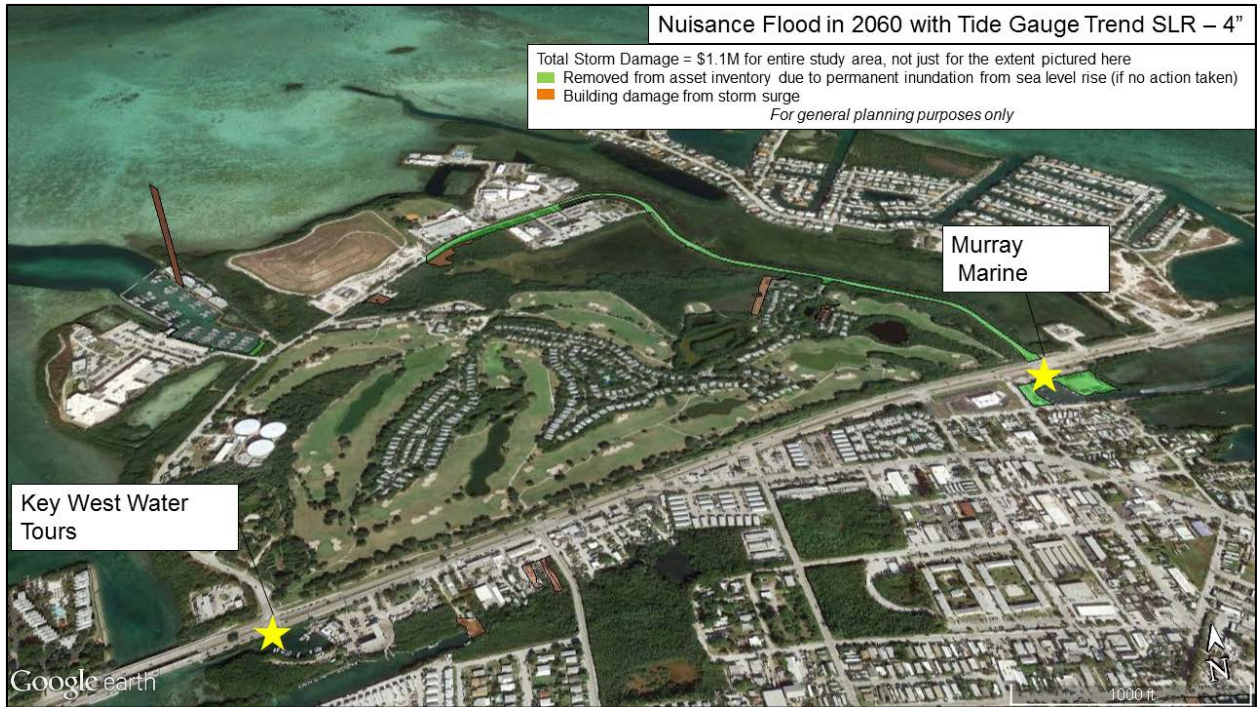 Nuisance Flood in 2060 with Tide Gauge Trend SLR – 4”
Total Storm Damage = $1.1M for entire study area, not just for the extent pictured here
Removed from asset inventory due to permanent inundation from sea level rise (if no action taken)
Building damage from storm surge
For general planning purposes only
Murray
Marine
Key West Water
Tours
N
Google earth
1000 ft